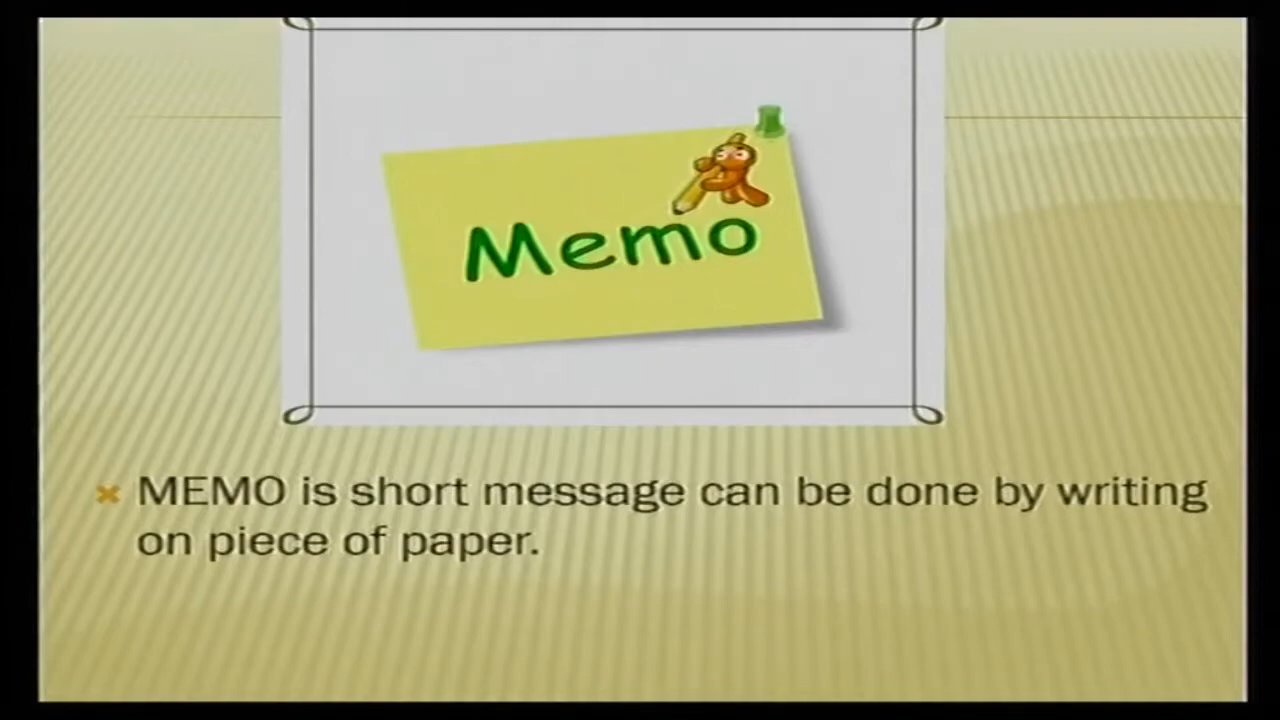 Memo
MEMO is short message can be done by writing
on piece of paper.